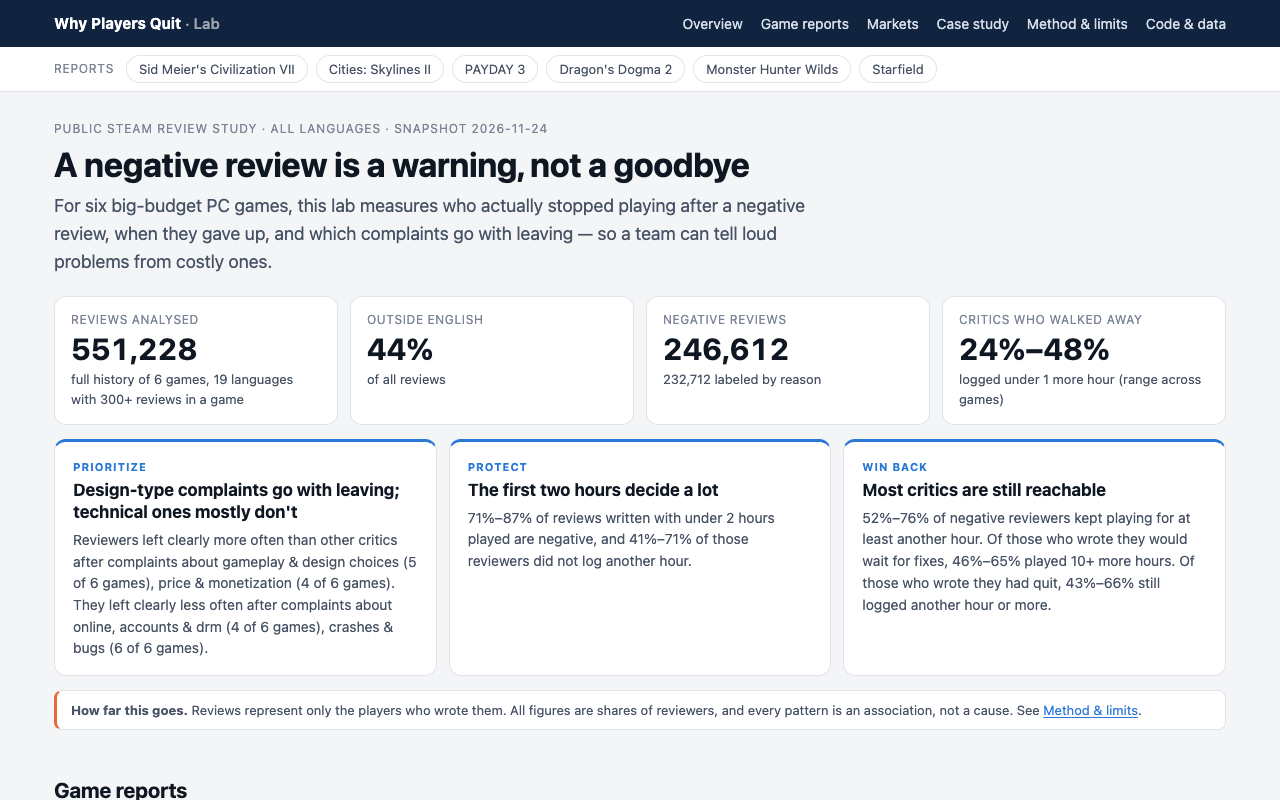 Why Players Quit · Lab
Overview Game reports Markets Case study Method & limits Code & data
REPORTS Sid Meier's Civilization VII Cities: Skylines II PAYDAY 3 Dragon's Dogma 2 Monster Hunter Wilds Starfield
PUBLIC STEAM REVIEW STUDY · ALL LANGUAGES · SNAPSHOT 2026-11-24
A negative review is a warning, not a goodbye
For six big-budget PC games, this lab measures who actually stopped playing after a negative
review, when they gave up, and which complaints go with leaving — so a team can tell loud
problems from costly ones.
REVIEWS ANALYSED
551,228
full history of 6 games, 19 languages
with 300+ reviews in a game
OUTSIDE ENGLISH
44%
of all reviews
NEGATIVE REVIEWS
246,612
232,712 labeled by reason
CRITICS WHO WALKED AWAY
24%–48%
logged under 1 more hour (range across
games)
PRIORITIZE
Design-type complaints go with leaving;
technical ones mostly don't
Reviewers left clearly more often than other critics
after complaints about gameplay & design choices (5
of 6 games), price & monetization (4 of 6 games).
They left clearly less often after complaints about
online, accounts & drm (4 of 6 games), crashes &
bugs (6 of 6 games).
PROTECT
The first two hours decide a lot
71%–87% of reviews written with under 2 hours
played are negative, and 41%–71% of those
reviewers did not log another hour.
WIN BACK
Most critics are still reachable
52%–76% of negative reviewers kept playing for at
least another hour. Of those who wrote they would
wait for fixes, 46%–65% played 10+ more hours. Of
those who wrote they had quit, 43%–66% still
logged another hour or more.
How far this goes. Reviews represent only the players who wrote them. All figures are shares of reviewers, and every pattern is an association, not a cause. See Method & limits.
Game reports